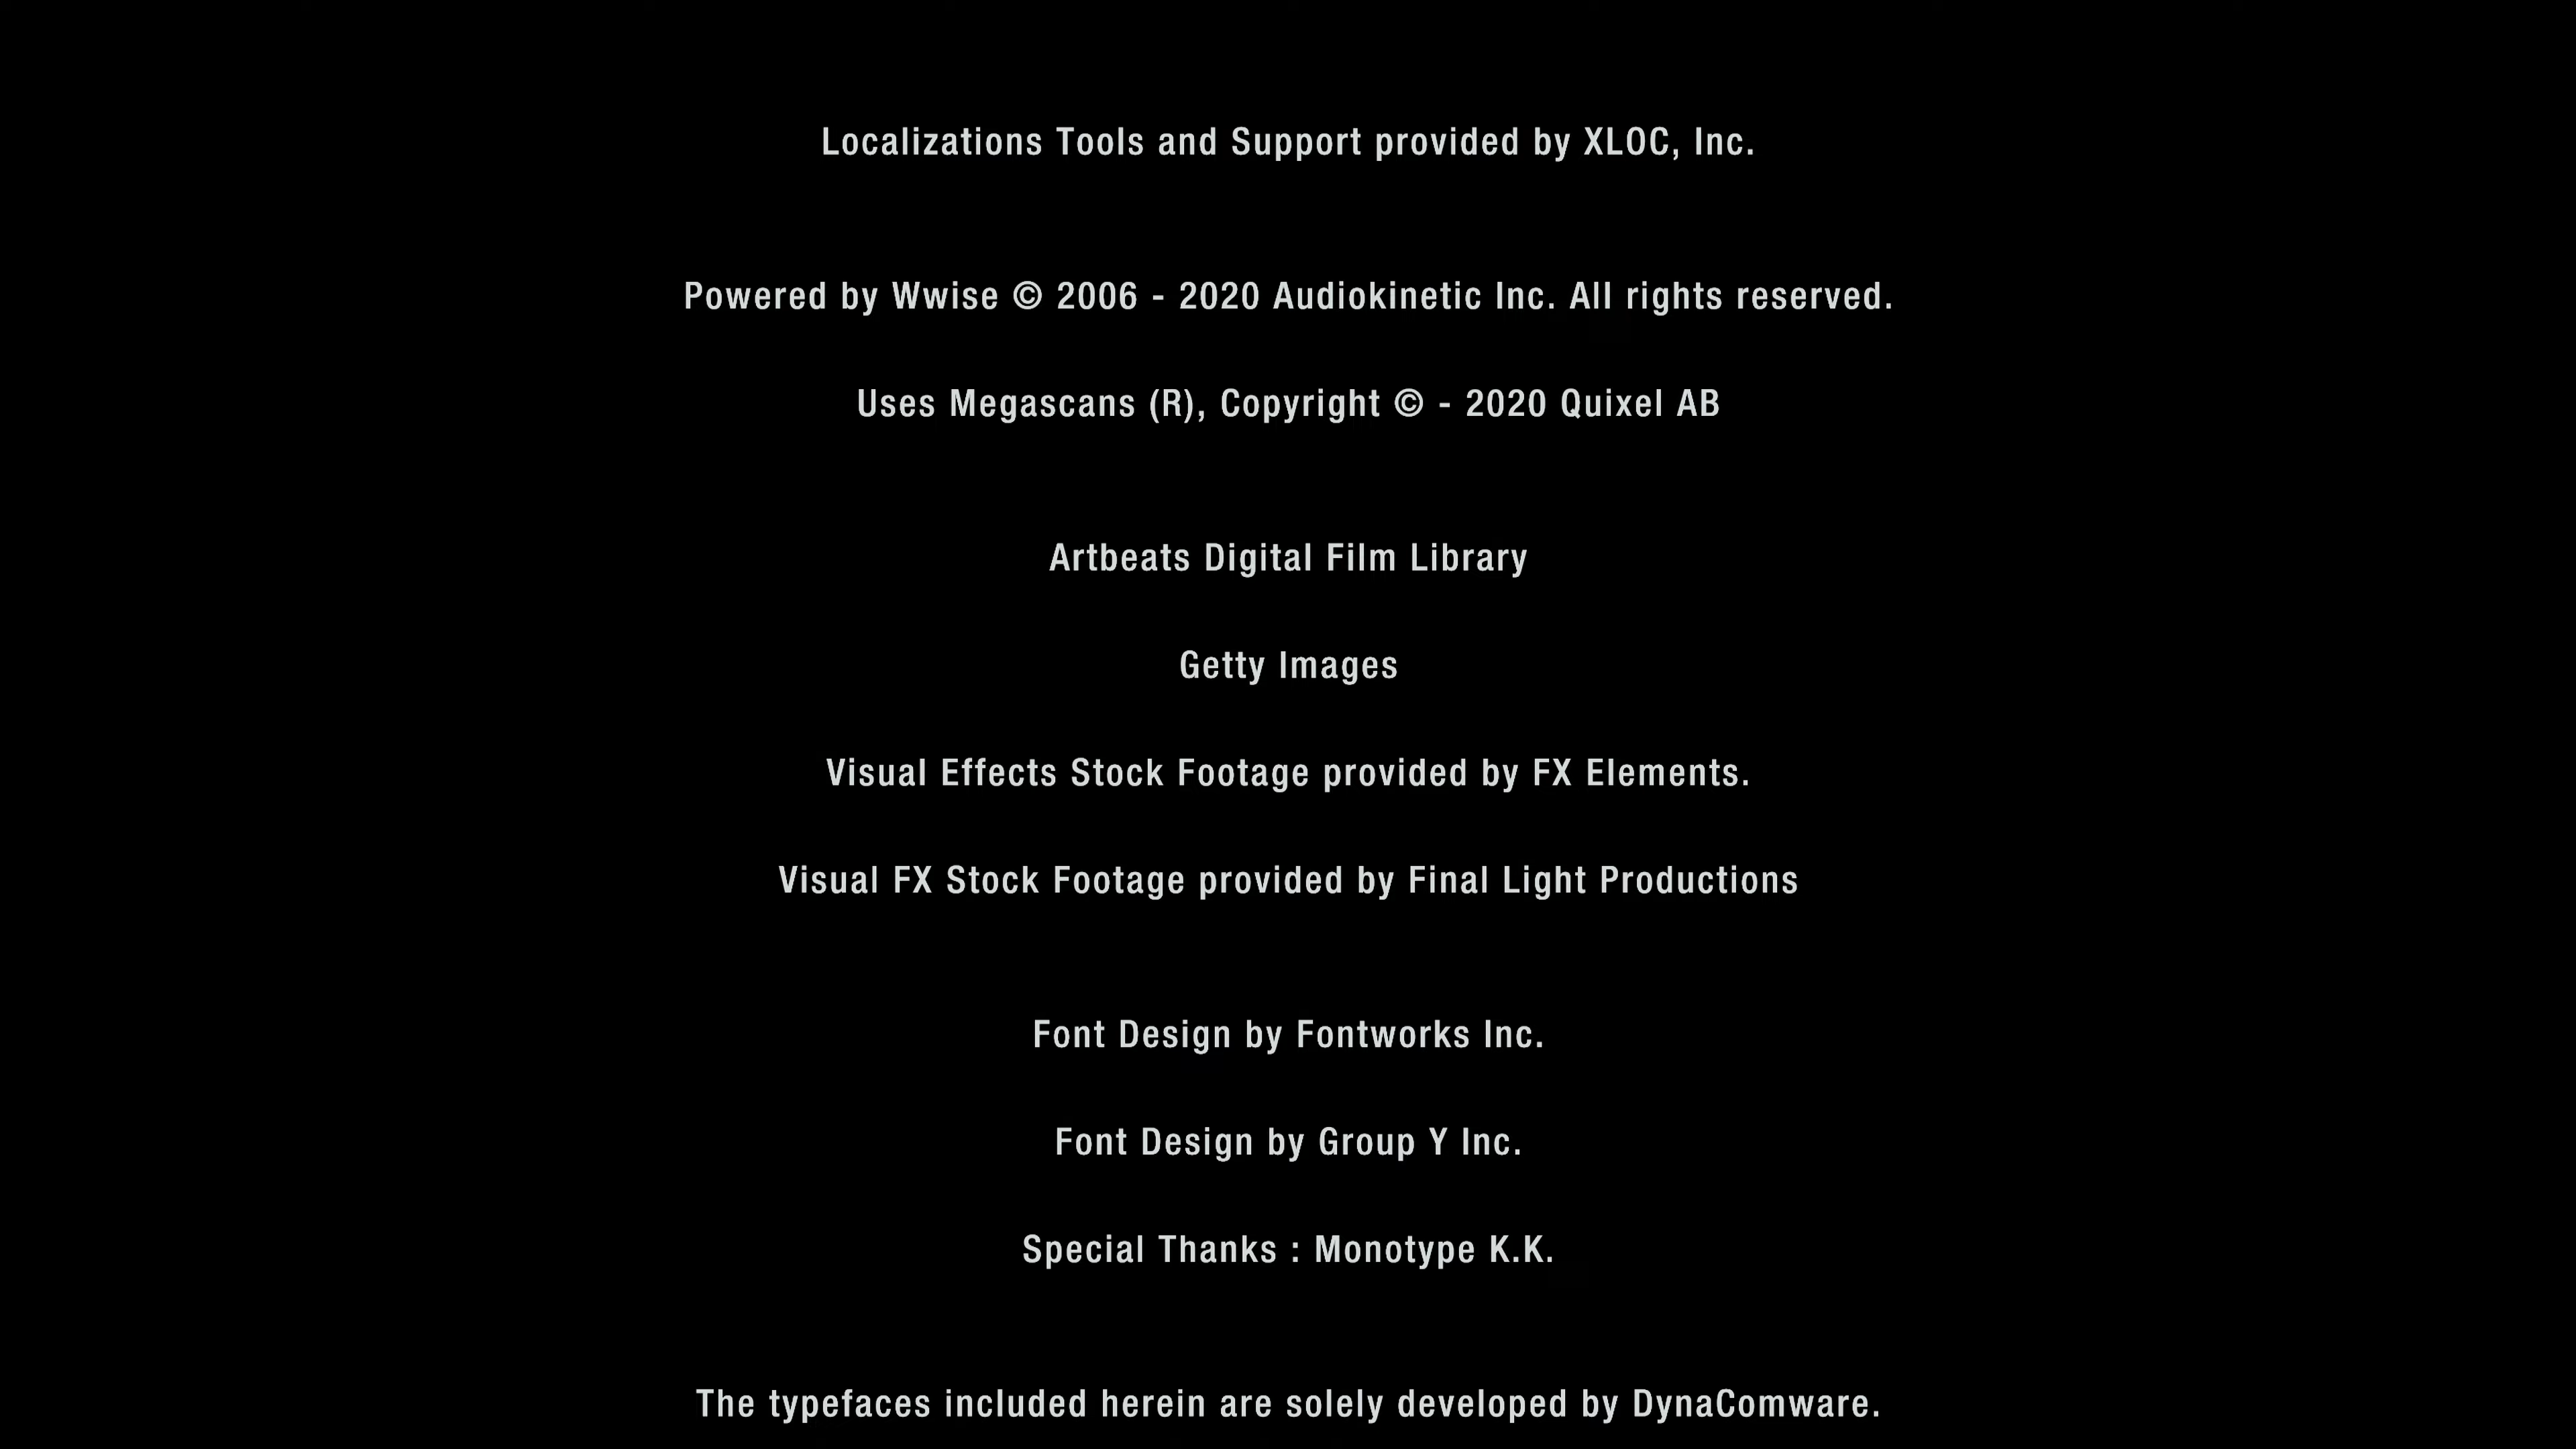 Localizations Tools and Support provided by XLOC, Inc.
Powered by Wwise © 2006 - 2020 Audiokinetic Inc. All rights reserved.
Uses Megascans (R), Copyright © - 2020 Quixel AB
Artbeats Digital Film Library
Getty Images
Visual Effects Stock Footage provided by FX Elements.
Visual FX Stock Footage provided by Final Light Productions
Font Design by Fontworks Inc.
Font Design by Group Y Inc.
Special Thanks : Monotype K.K.
The typefaces included herein are solely developed by DynaComware.